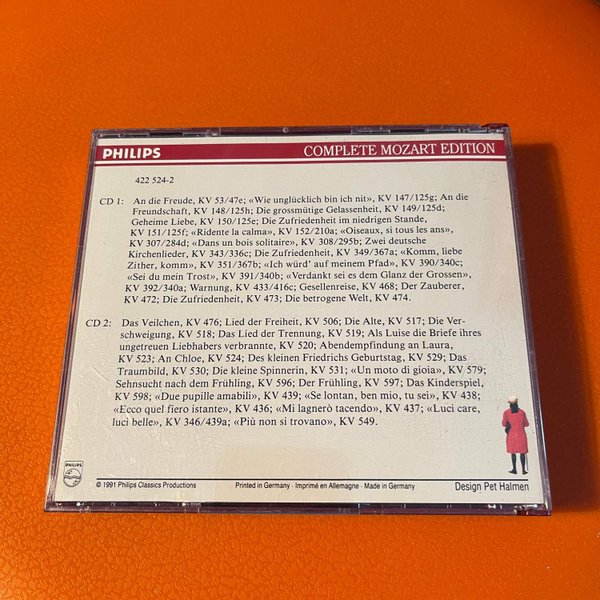 PHILIPS COMPLETE MOZART EDITION
422 524-2
CD 1: An die Freude, KV 53/47e; «Wie unglücklich bin ich nit», KV 147/125g; An die
Freundschaft, KV 148/125h; Die grossmütige Gelassenheit, KV 149/125d;
Geheime Liebe, KV 150/125e; Die Zufriedenheit im niedrigen Stande,
KV 151/125f; «Ridente la calma», KV 152/210a; «Oiseaux, si tous les ans»,
KV 307/284d; «Dans un bois solitaire», KV 308/295b; Zwei deutsche
Kirchenlieder, KV 343/336c; Die Zufriedenheit, KV 349/367a; «Komm, liebe
Zither, komm», KV 351/367b; «Ich würd' auf meinem Pfad», KV 390/340c;
«Sei du mein Trost», KV 391/340b; «Verdankt sei es dem Glanz der Grossen»,
KV 392/340a; Warnung, KV 433/416c; Gesellenreise, KV 468; Der Zauberer,
KV 472; Die Zufriedenheit, KV 473; Die betrogene Welt, KV 474.
CD 2: Das Veilchen, KV 476; Lied der Freiheit, KV 506; Die Alte, KV 517; Die Ver-
schweigung, KV 518; Das Lied der Trennung, KV 519; Als Luise die Briefe ihres
ungetreuen Liebhabers verbrannte, KV 520; Abendempfindung an Laura,
KV 523; An Chloe, KV 524; Des kleinen Friedrichs Geburtstag, KV 529; Das
Traumbild, KV 530; Die kleine Spinnerin, KV 531; «Un moto di gioia», KV 579;
Sehnsucht nach dem Frühling, KV 596; Der Frühling, KV 597; Das Kinderspiel,
KV 598; «Due pupille amabili», KV 439; «Se lontan, ben mio, tu sei», KV 438;
«Ecco quel fiero istante», KV 436; «Mi lagnerò tacendo», KV 437; «Luci care,
luci belle», KV 346/439a; «Più non si trovano», KV 549.
PHILIPS
© 1991 Philips Classics Productions Printed in Germany · Imprimé en Allemagne · Made in Germany Design Pet Halmen